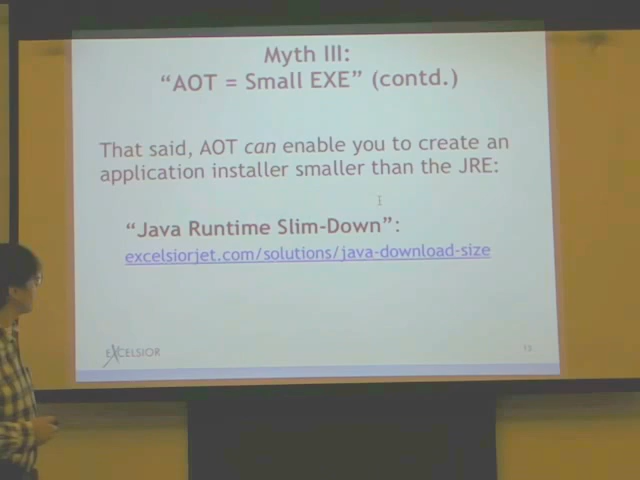 Myth III:
“AOT = Small EXE” (contd.)
That said, AOT can enable you to create an
application installer smaller than the JRE:
“Java Runtime Slim-Down”:
excelsiorjet.com/solutions/java-download-size
EXCELSIOR
13